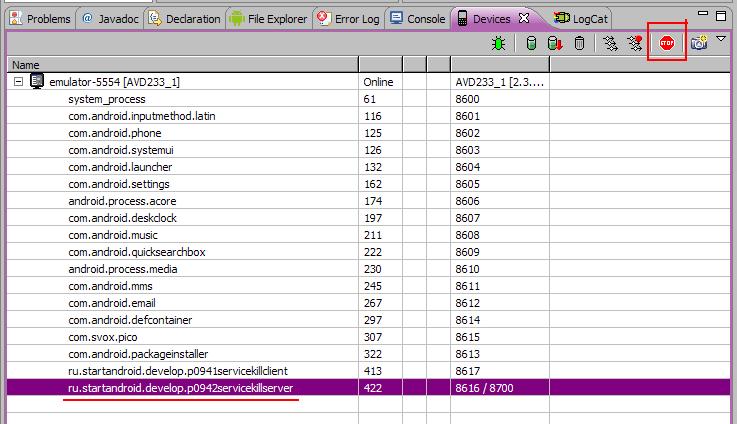 Problems @ Javadoc Declaration File Explorer Error Log Console Devices LogCat
STOP
Name
emulator-5554 [AVD233_1] Online AVD233_1 [2.3....
system_process 61 8600
com.android.inputmethod.latin 116 8601
com.android.phone 125 8602
com.android.systemui 126 8603
com.android.launcher 132 8604
com.android.settings 162 8605
android.process.acore 174 8606
com.android.deskclock 197 8607
com.android.music 211 8608
com.android.quicksearchbox 222 8609
android.process.media 230 8610
com.android.mms 245 8611
com.android.email 267 8612
com.android.defcontainer 297 8614
com.svox.pico 307 8615
com.android.packageinstaller 322 8613
ru.startandroid.develop.p0941servicekillclient 413 8617
ru.startandroid.develop.p0942servicekillserver 422 8616 / 8700